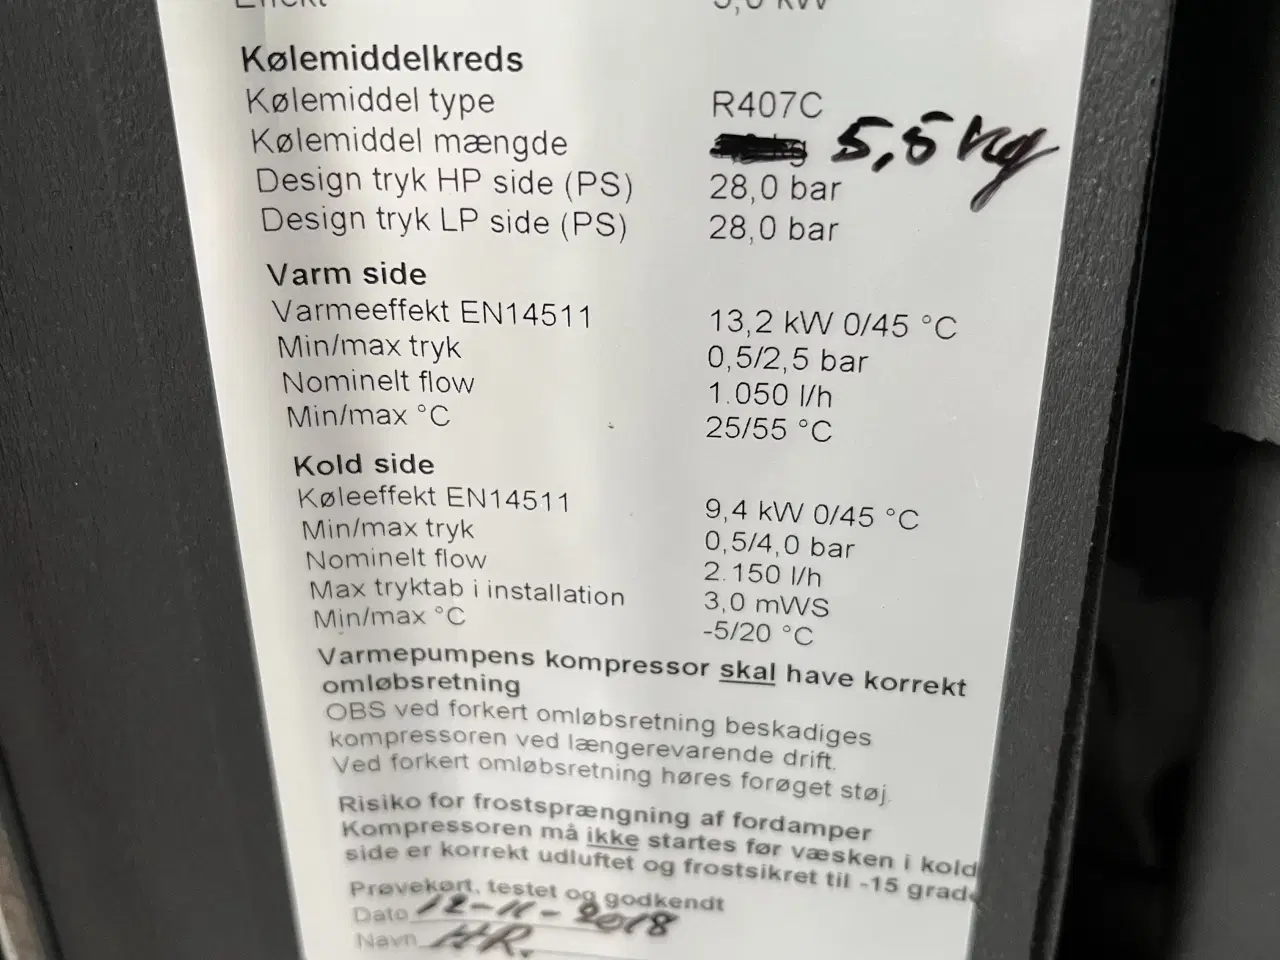 Effekt 5,0 kW
Kølemiddelkreds
Kølemiddel type R407C
Kølemiddel mængde kg 5,5 kg
Design tryk HP side (PS) 28,0 bar
Design tryk LP side (PS) 28,0 bar
Varm side
Varmeeffekt EN14511 13,2 kW 0/45 °C
Min/max tryk 0,5/2,5 bar
Nominelt flow 1.050 l/h
Min/max °C 25/55 °C
Kold side
Køleeffekt EN14511 9,4 kW 0/45 °C
Min/max tryk 0,5/4,0 bar
Nominelt flow 2.150 l/h
Max tryktab i installation 3,0 mWS
Min/max °C -5/20 °C
Varmepumpens kompressor skal have korrekt
omløbsretning
OBS ved forkert omløbsretning beskadiges
kompressoren ved længerevarende drift.
Ved forkert omløbsretning høres forøget støj.
Risiko for frostsprængning af fordamper
Kompressoren må ikke startes før væsken i kold
side er korrekt udluftet og frostsikret til -15 grade
Prøvekørt, testet og godkendt
Dato 12-11-2018
Navn HR.